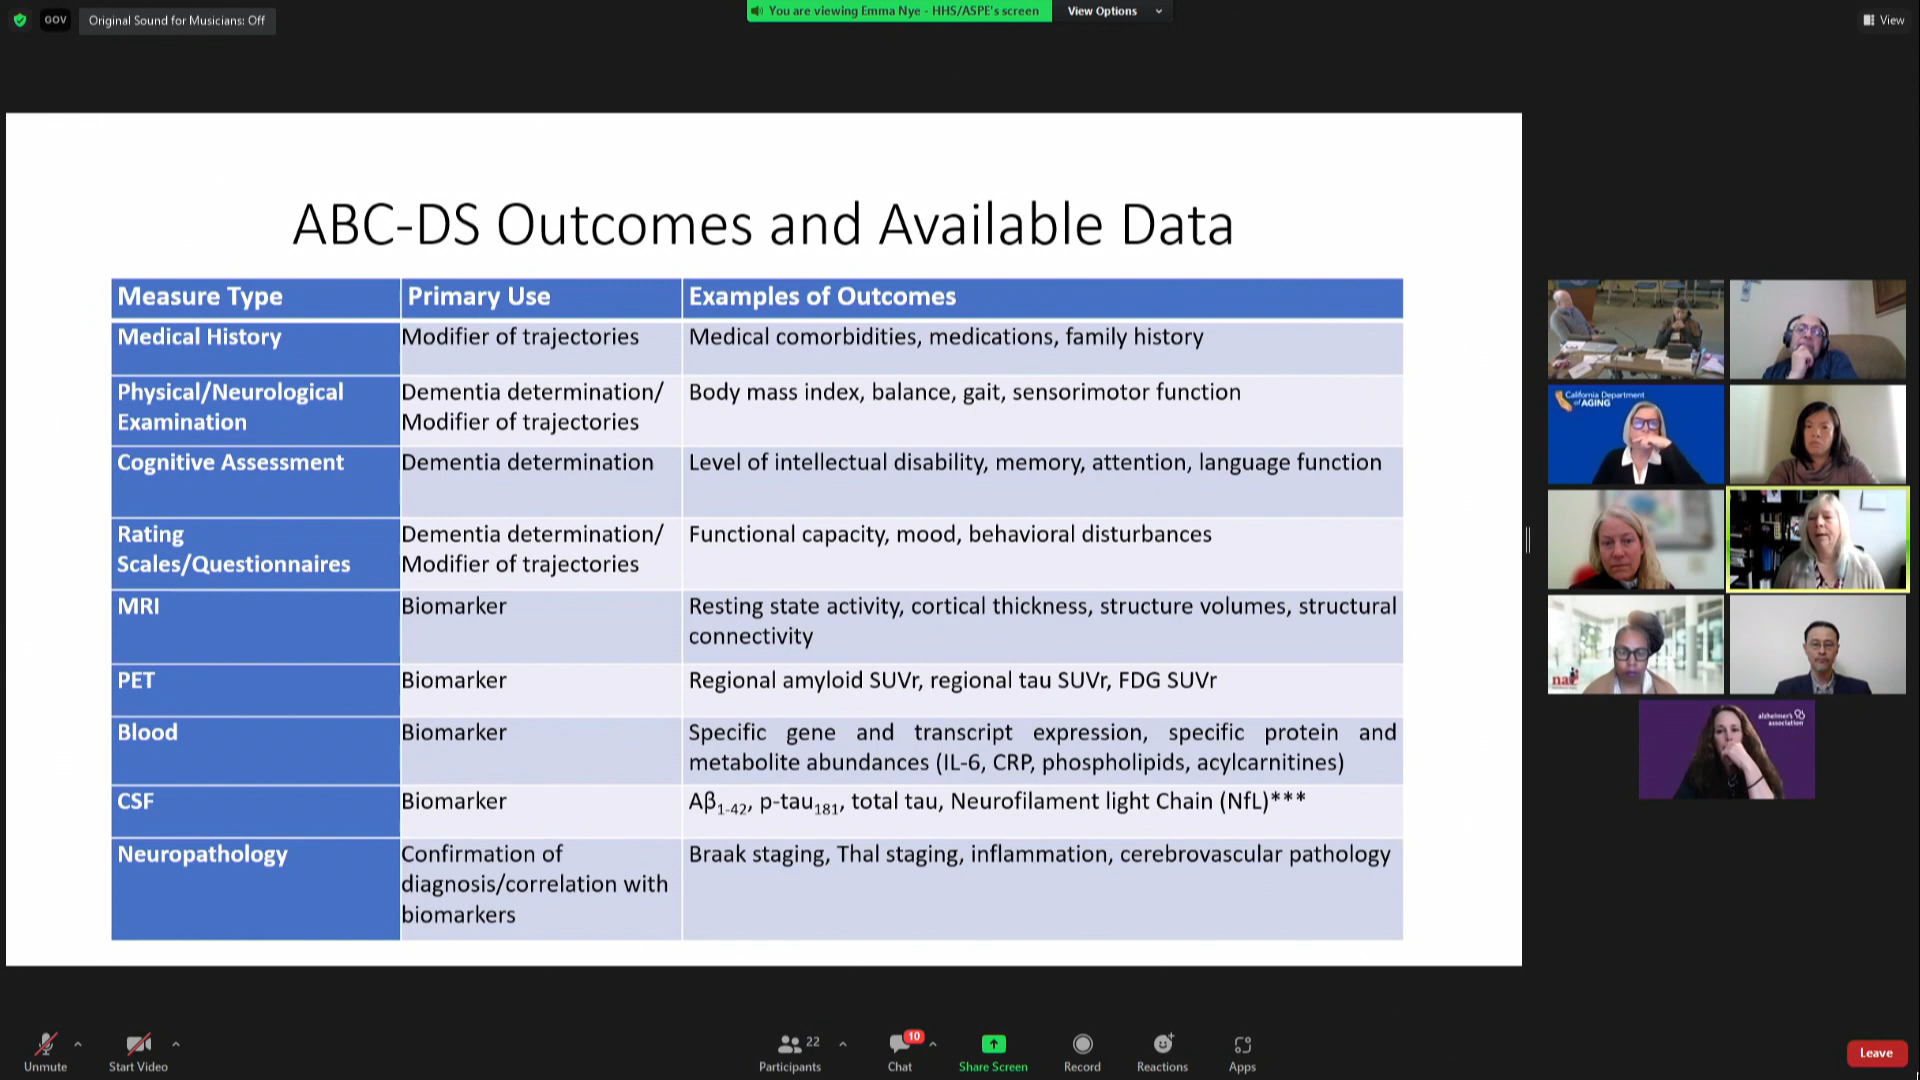 GOV
Original Sound for Musicians: Off
You are viewing Emma Nye - HHS/ASPE's screen
View Options
View
ABC-DS Outcomes and Available Data
Measure Type Primary Use Examples of Outcomes
Medical History Modifier of trajectories Medical comorbidities, medications, family history
Physical/Neurological Dementia determination/ Body mass index, balance, gait, sensorimotor function
Examination Modifier of trajectories
Cognitive Assessment Dementia determination Level of intellectual disability, memory, attention, language function
Rating Dementia determination/ Functional capacity, mood, behavioral disturbances
Scales/Questionnaires Modifier of trajectories
MRI Biomarker Resting state activity, cortical thickness, structure volumes, structural
connectivity
PET Biomarker Regional amyloid SUVr, regional tau SUVr, FDG SUVr
Blood Biomarker Specific gene and transcript expression, specific protein and
metabolite abundances (IL-6, CRP, phospholipids, acylcarnitines)
CSF Biomarker Aβ1-42, p-tau181, total tau, Neurofilament light Chain (NfL)***
Neuropathology Confirmation of Braak staging, Thal staging, inflammation, cerebrovascular pathology
diagnosis/correlation with
biomarkers
California Department
of AGING
alzheimer's
association
Unmute
Start Video
22
Participants
10
Chat
Share Screen
Record
Reactions
Apps
Leave